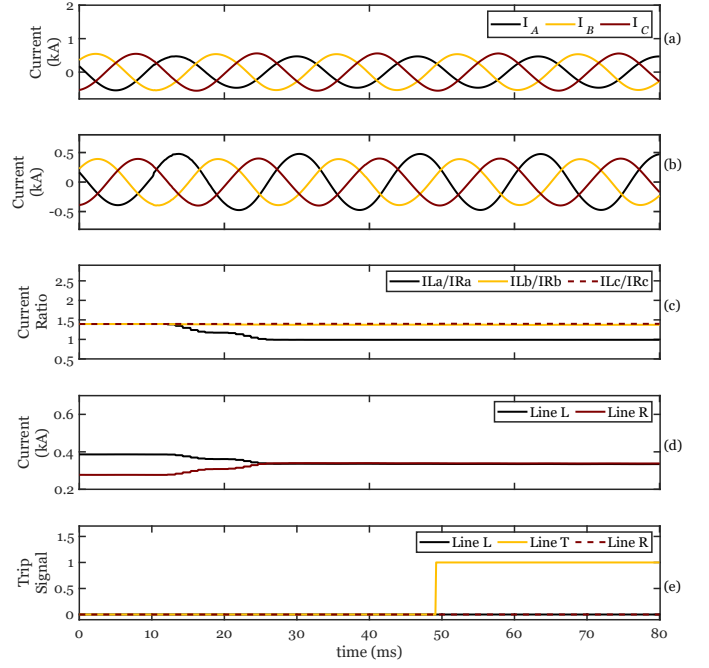 I_A I_B I_C
Current
(kA)
1
0
(a)
Current
(kA)
0.5
0
-0.5
(b)
ILa/IRa ILb/IRb ILc/IRc
Current
Ratio
2.5
2
1.5
1
0.5
(c)
Line L Line R
Current
(kA)
0.6
0.4
0.2
(d)
Line L Line T Line R
Trip
Signal
1.5
1
0.5
0
(e)
0 10 20 30 40 50 60 70 80
time (ms)